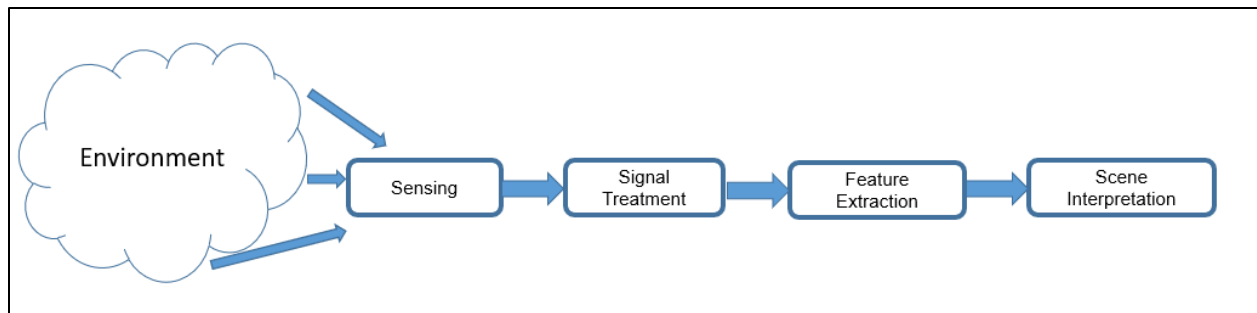 Environment
Sensing
Signal
Treatment
Feature
Extraction
Scene
Interpretation